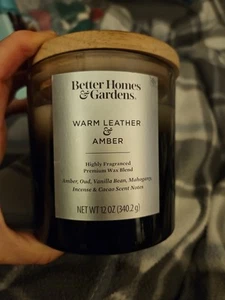 Better Homes
& Gardens®
WARM LEATHER
&
AMBER
Highly Fragranced
Premium Wax Blend
Amber, Oud, Vanilla Bean, Mahogany,
Incense & Cacao Scent Notes
NET WT 12 OZ (340.2 g)